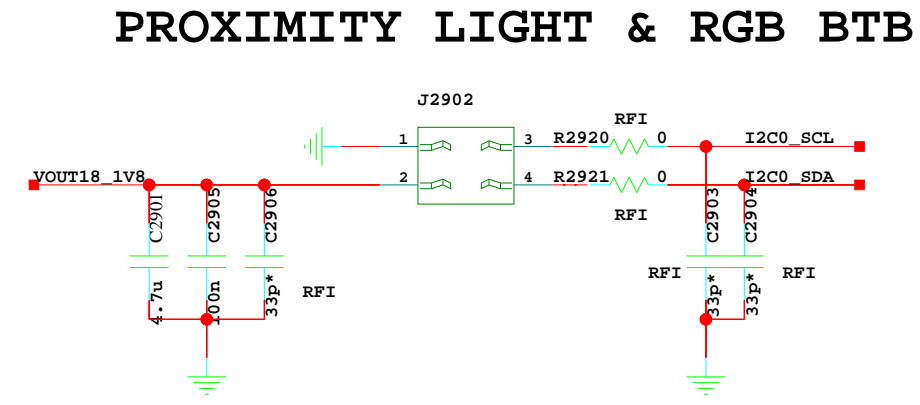 PROXIMITY LIGHT & RGB BTB
J2902
RFI
1
3
R2920
0
I2C0_SCL
VOUT18_1V8
2
4
R2921
0
I2C0_SDA
RFI
C2901
C2905
C2906
C2903
C2904
4.7u
100n
33p*
RFI
RFI
33p*
33p*
RFI